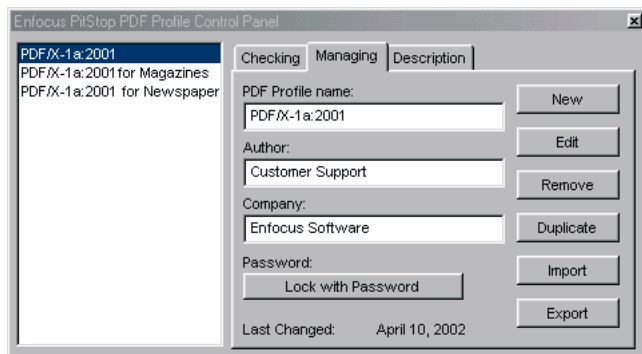 Enfocus PitStop PDF Profile Control Panel
PDF/X-1a:2001
PDF/X-1a:2001for Magazines
PDF/X-1a:2001 for Newspaper
Checking Managing Description
PDF Profile name:
PDF/X-1a:2001
Author:
Customer Support
Company:
Enfocus Software
Password:
Lock with Password
Last Changed: April 10, 2002
New
Edit
Remove
Duplicate
Import
Export